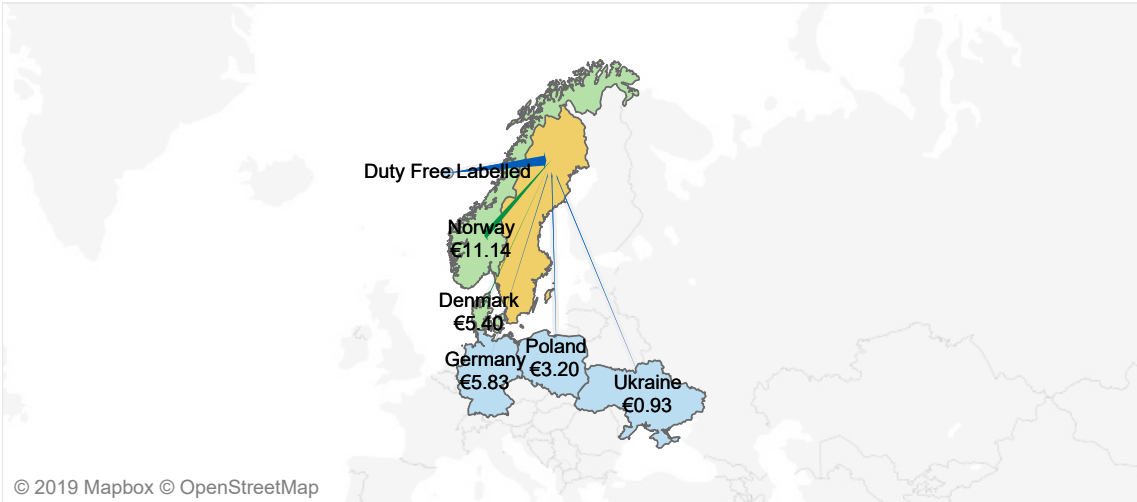 Duty Free Labelled
Norway
€11.14
Denmark
€5.40
Poland
€3.20
Germany
€5.83
Ukraine
€0.93
© 2019 Mapbox © OpenStreetMap